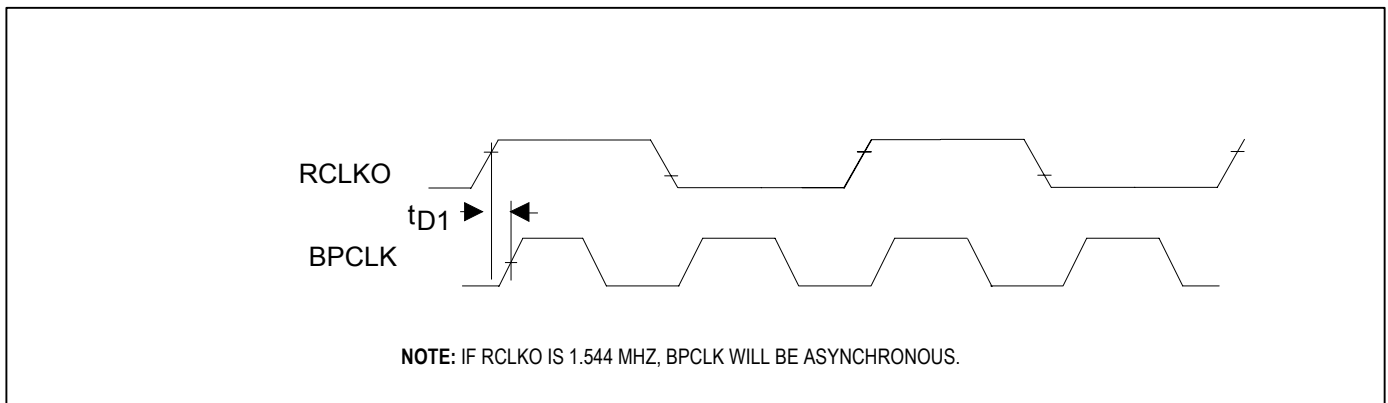 RCLKO
tD1
BPCLK
NOTE: IF RCLKO IS 1.544 MHZ, BPCLK WILL BE ASYNCHRONOUS.